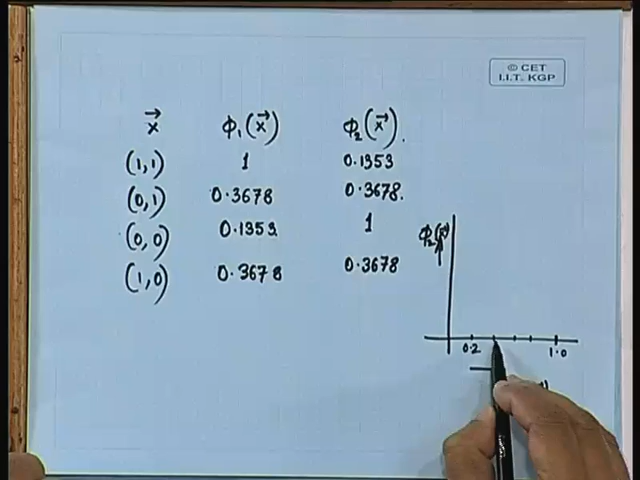 © CET
I.I.T. KGP
x⃗ ϕ₁(x⃗) ϕ₂(x⃗).
(1,1) 1 0.1353
(0,1) 0.3678 0.3678.
(0,0) 0.1353 1
(1,0) 0.3678 0.3678
ϕ₂(x⃗)
0.2 1.0